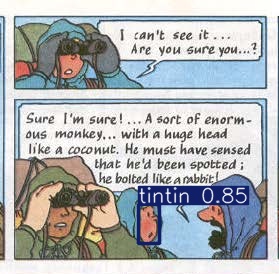 I can't see it...
Are you sure you...?
Sure I'm sure!... A sort of enorm-
ous monkey... with a huge head
like a coconut. He must have sensed
that he'd been spotted;
he bolted like a rabbit!
tintin 0.85